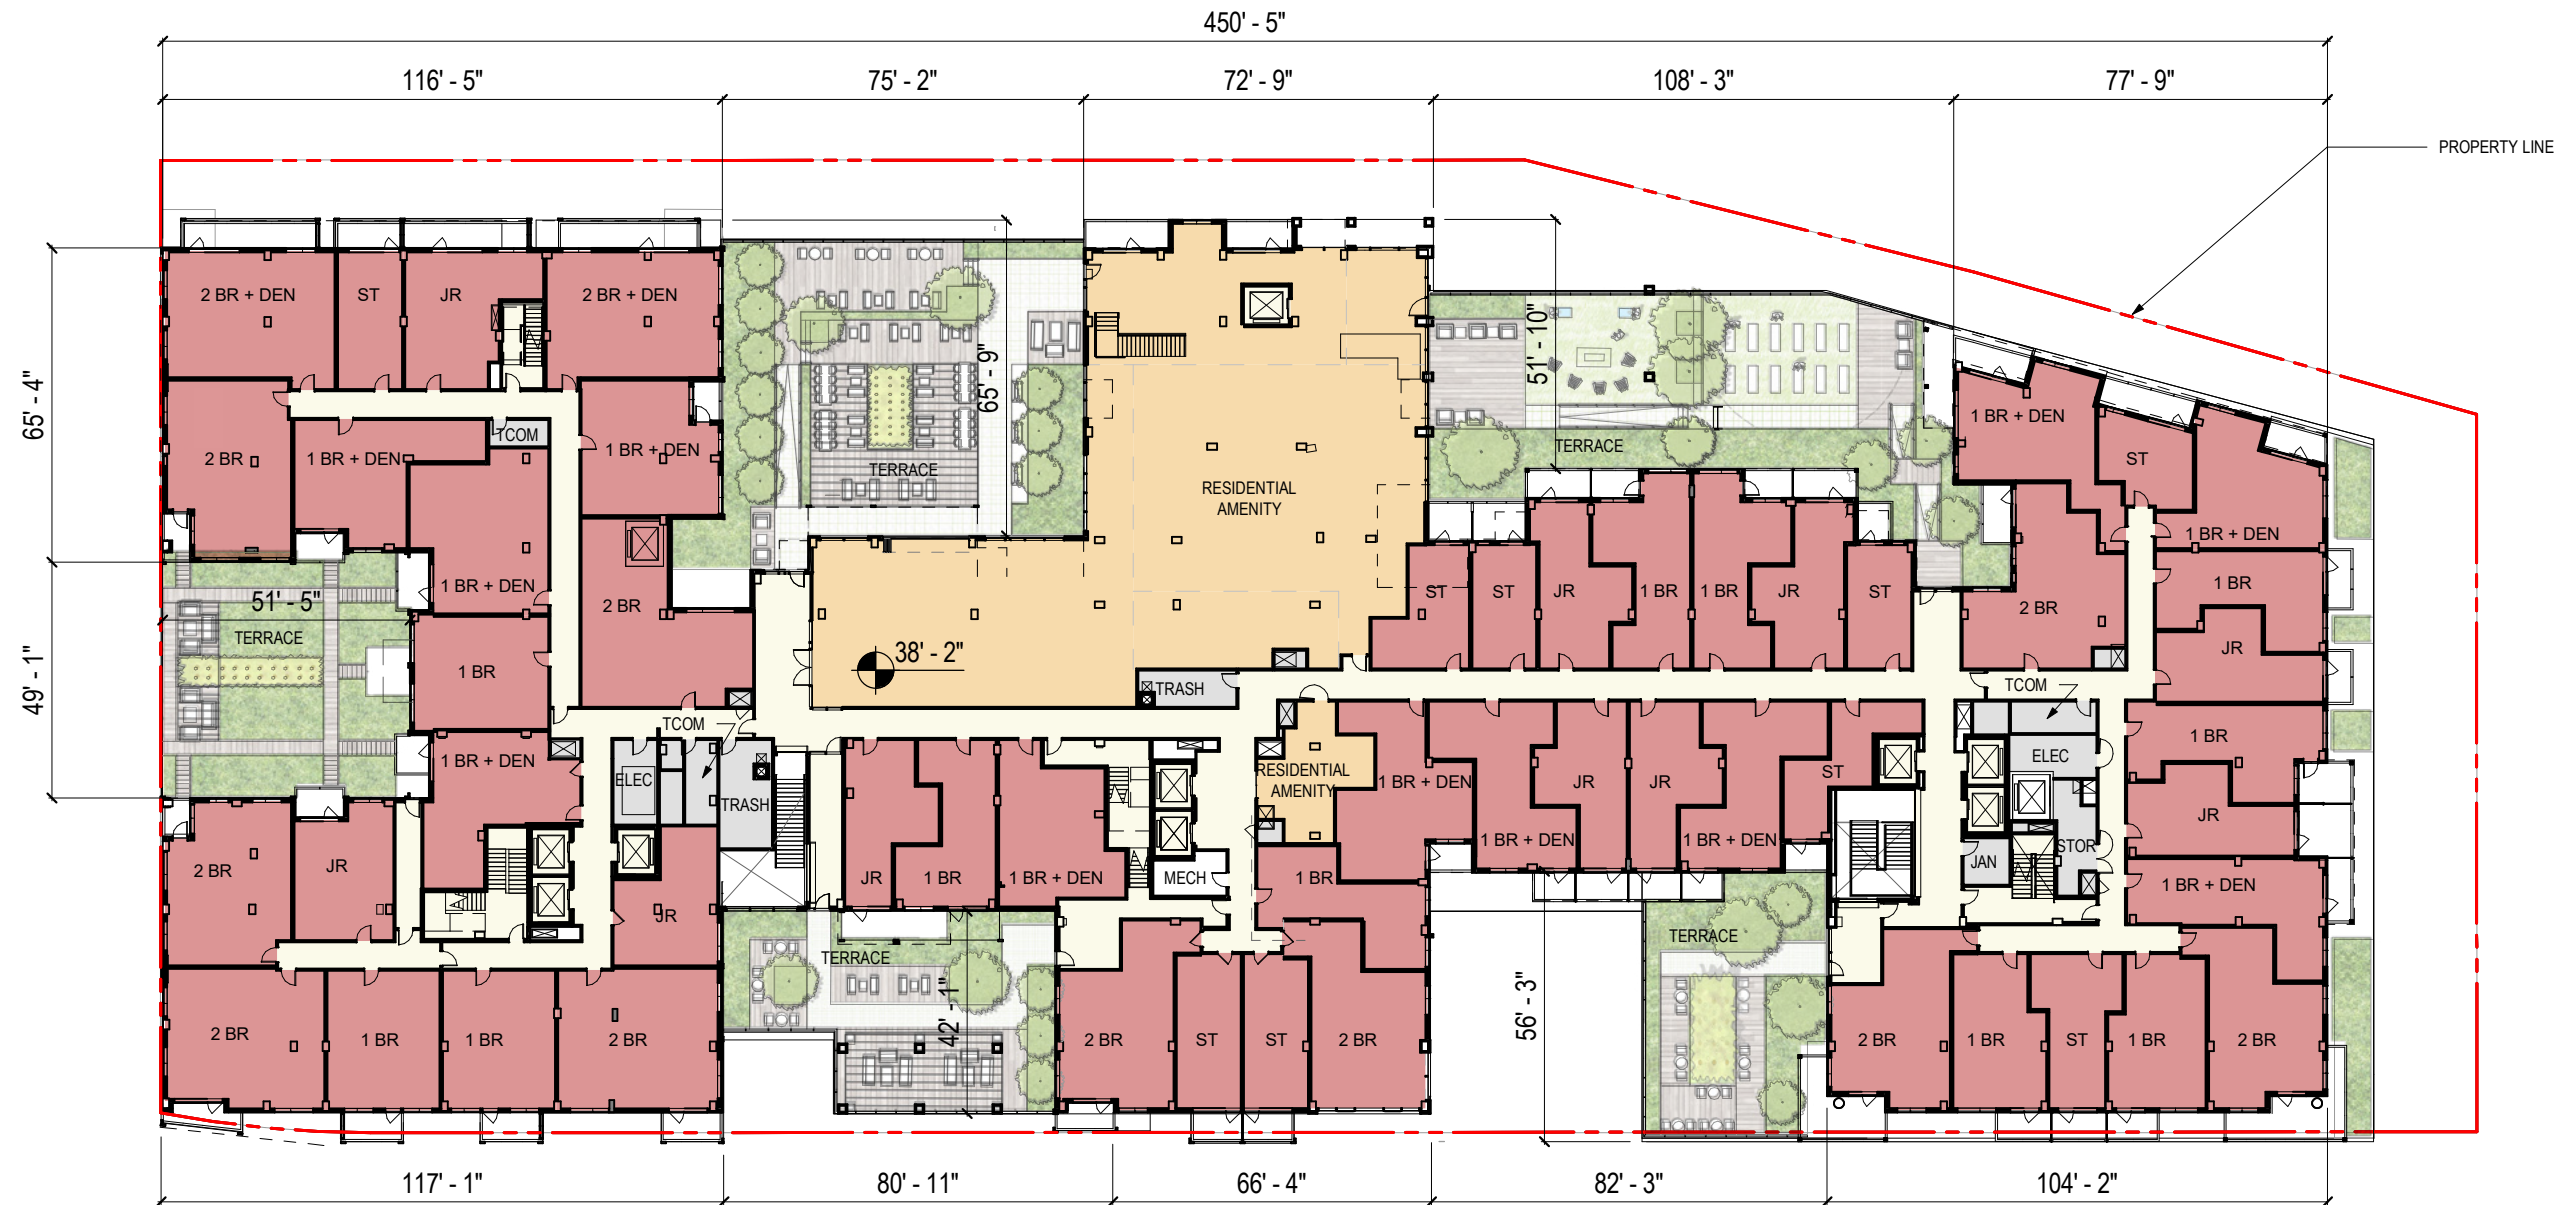 450' - 5"
116' - 5"
75' - 2"
72' - 9"
108' - 3"
77' - 9"
PROPERTY LINE
2 BR + DEN
ST
JR
2 BR + DEN
65' - 9"
51' - 10"
65' - 4"
2 BR
1 BR + DEN
TCOM
1 BR + DEN
TERRACE
RESIDENTIAL
AMENITY
TERRACE
1 BR + DEN
ST
1 BR + DEN
1 BR + DEN
51' - 5"
TERRACE
2 BR
ST
ST
JR
1 BR
1 BR
JR
ST
2 BR
1 BR
JR
49' - 1"
1 BR
38' - 2"
TRASH
TCOM
TCOM
1 BR + DEN
ELEC
TRASH
RESIDENTIAL
AMENITY
1 BR + DEN
JR
JR
ST
ELEC
1 BR
JR
2 BR
JR
JR
JR
1 BR
1 BR + DEN
MECH
1 BR
1 BR + DEN
1 BR + DEN
JAN
STOR
1 BR + DEN
TERRACE
TERRACE
42' - 1"
56' - 3"
2 BR
1 BR
1 BR
2 BR
2 BR
ST
ST
2 BR
2 BR
1 BR
ST
1 BR
2 BR
117' - 1"
80' - 11"
66' - 4"
82' - 3"
104' - 2"